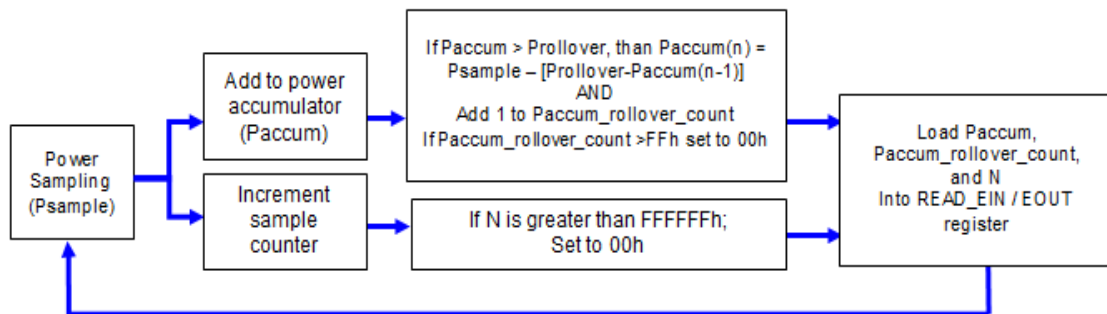 Power
Sampling
(Psample)
Add to power
accumulator
(Paccum)
If Paccum > Prollover, than Paccum(n) =
Psample – [Prollover-Paccum(n-1)]
AND
Add 1 to Paccum_rollover_count
If Paccum_rollover_count >FFh set to 00h
Increment
sample
counter
If N is greater than FFFFFFh;
Set to 00h
Load Paccum,
Paccum_rollover_count,
and N
Into READ_EIN / EOUT
register